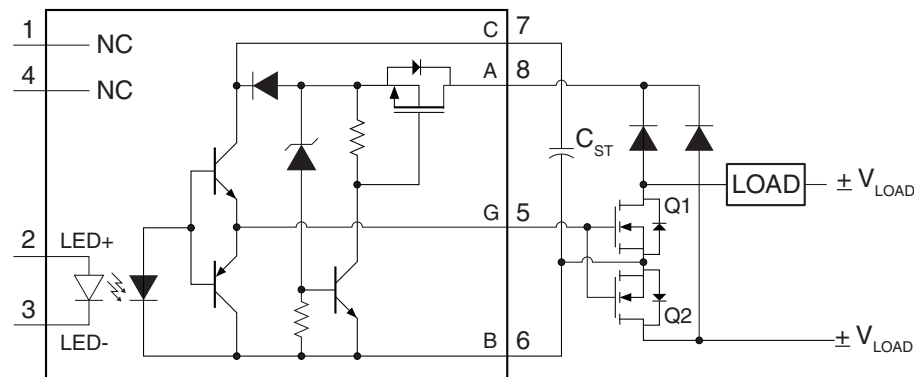 1
NC
C
7
4
NC
A
8
C_ST
LOAD
± V_LOAD
Q1
G
5
2
LED+
Q2
3
LED-
B
6
± V_LOAD